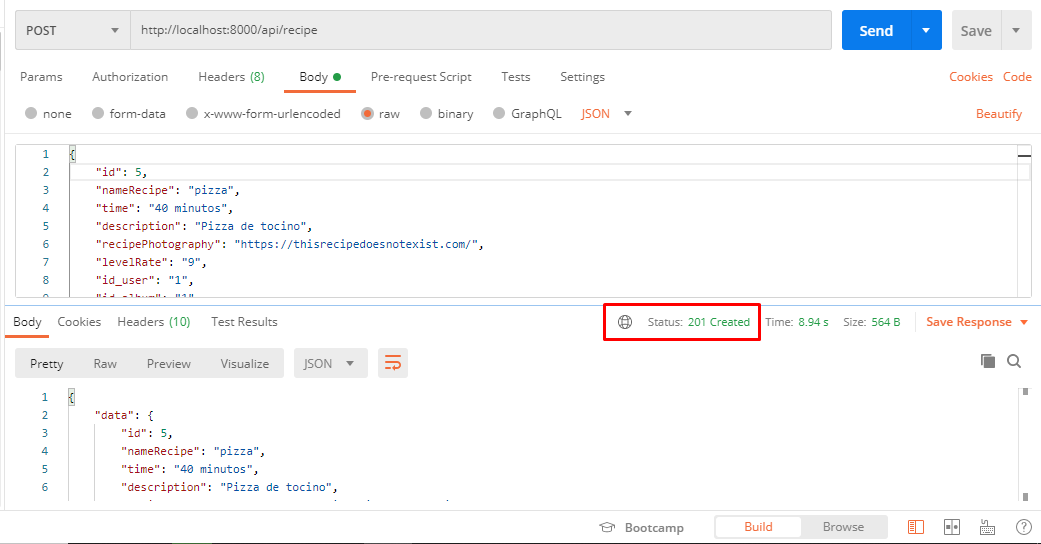 POST http://localhost:8000/api/recipe Send Save
Params Authorization Headers (8) Body Pre-request Script Tests Settings Cookies Code
none form-data x-www-form-urlencoded raw binary GraphQL JSON Beautify
1 {
2 "id": 5,
3 "nameRecipe": "pizza",
4 "time": "40 minutos",
5 "description": "Pizza de tocino",
6 "recipePhotography": "https://thisrecipedoesnotexist.com/",
7 "levelRate": "9",
8 "id_user": "1",
9 "id_album": "1"
Body Cookies Headers (10) Test Results Status: 201 Created Time: 8.94 s Size: 564 B Save Response
Pretty Raw Preview Visualize JSON
1 {
2 "data": {
3 "id": 5,
4 "nameRecipe": "pizza",
5 "time": "40 minutos",
6 "description": "Pizza de tocino",
Bootcamp Build Browse